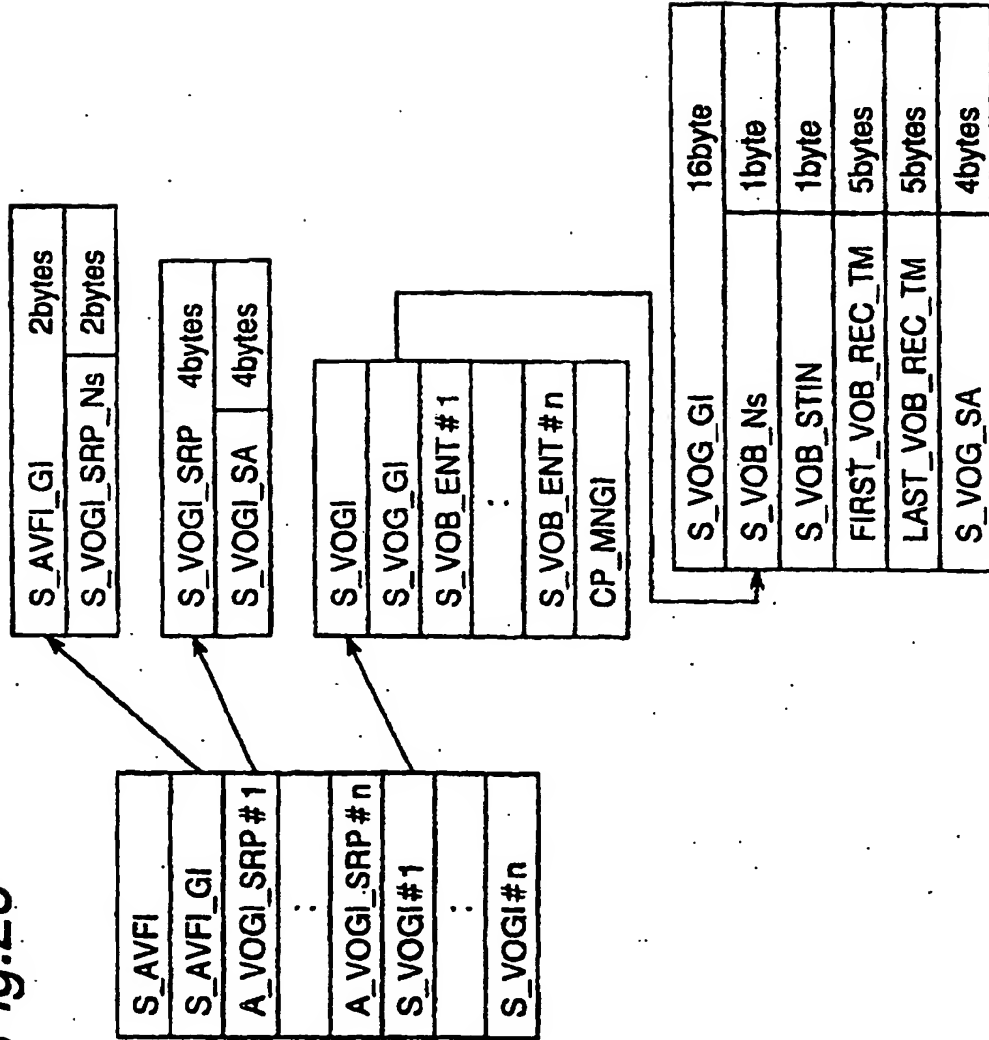 S_AVFI
S_AVFI_GI
A_VOGI_SRP#1
:
A_VOGI_SRP#n
S_VOGI#1
:
S_VOGI#n
S_AVFI_GI 2bytes
S_VOGI_SRP_Ns 2bytes
S_VOGI_SRP 4bytes
S_VOGI_SA 4bytes
S_VOGI
S_VOG_GI
S_VOB_ENT#1
:
S_VOB_ENT#n
CP_MNGI
S_VOG_GI 16byte
S_VOB_Ns 1byte
S_VOB_STIN 1byte
FIRST_VOB_REC_TM 5bytes
LAST_VOB_REC_TM 5bytes
S_VOG_SA 4bytes